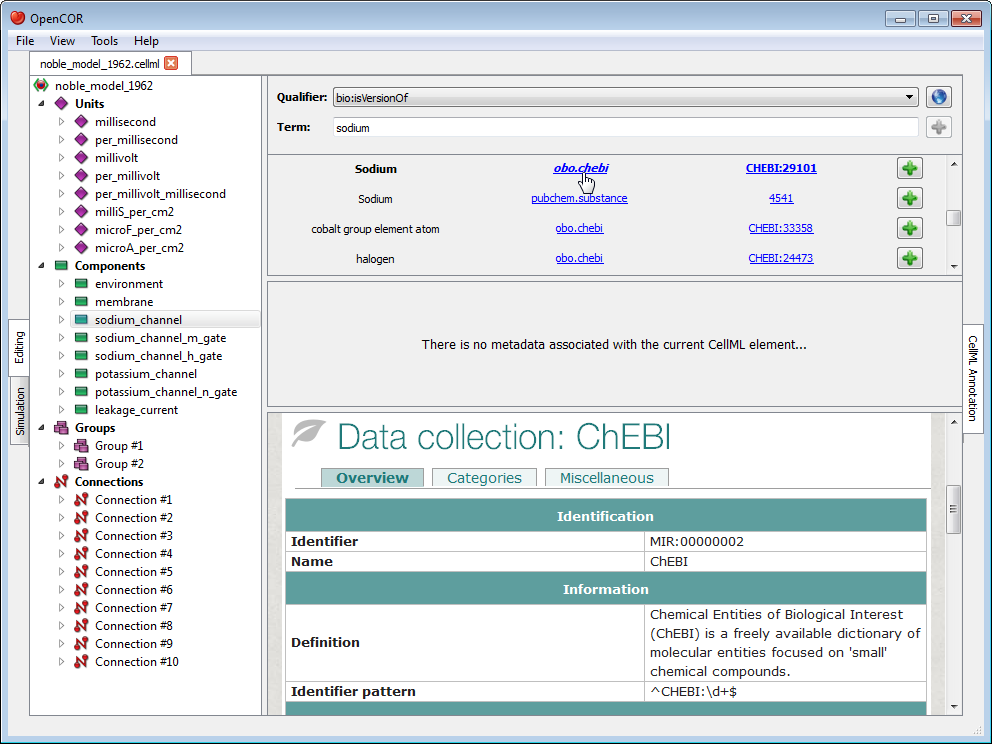 OpenCOR
File View Tools Help
noble_model_1962.cellml
Editing
Simulation
noble_model_1962
Units
millisecond
per_millisecond
millivolt
per_millivolt
per_millivolt_millisecond
milliS_per_cm2
microF_per_cm2
microA_per_cm2
Components
environment
membrane
sodium_channel
sodium_channel_m_gate
sodium_channel_h_gate
potassium_channel
potassium_channel_n_gate
leakage_current
Groups
Group #1
Group #2
Connections
Connection #1
Connection #2
Connection #3
Connection #4
Connection #5
Connection #6
Connection #7
Connection #8
Connection #9
Connection #10
Qualifier: bio:isVersionOf
Term: sodium
Sodium obo.chebi CHEBI:29101
Sodium pubchem.substance 4541
cobalt group element atom obo.chebi CHEBI:33358
halogen obo.chebi CHEBI:24473
There is no metadata associated with the current CellML element...
Data collection: ChEBI
Overview Categories Miscellaneous
Identification
Identifier MIR:00000002
Name ChEBI
Information
Definition Chemical Entities of Biological Interest
(ChEBI) is a freely available dictionary of
molecular entities focused on 'small'
chemical compounds.
Identifier pattern ^CHEBI:\d+$
CellML Annotation